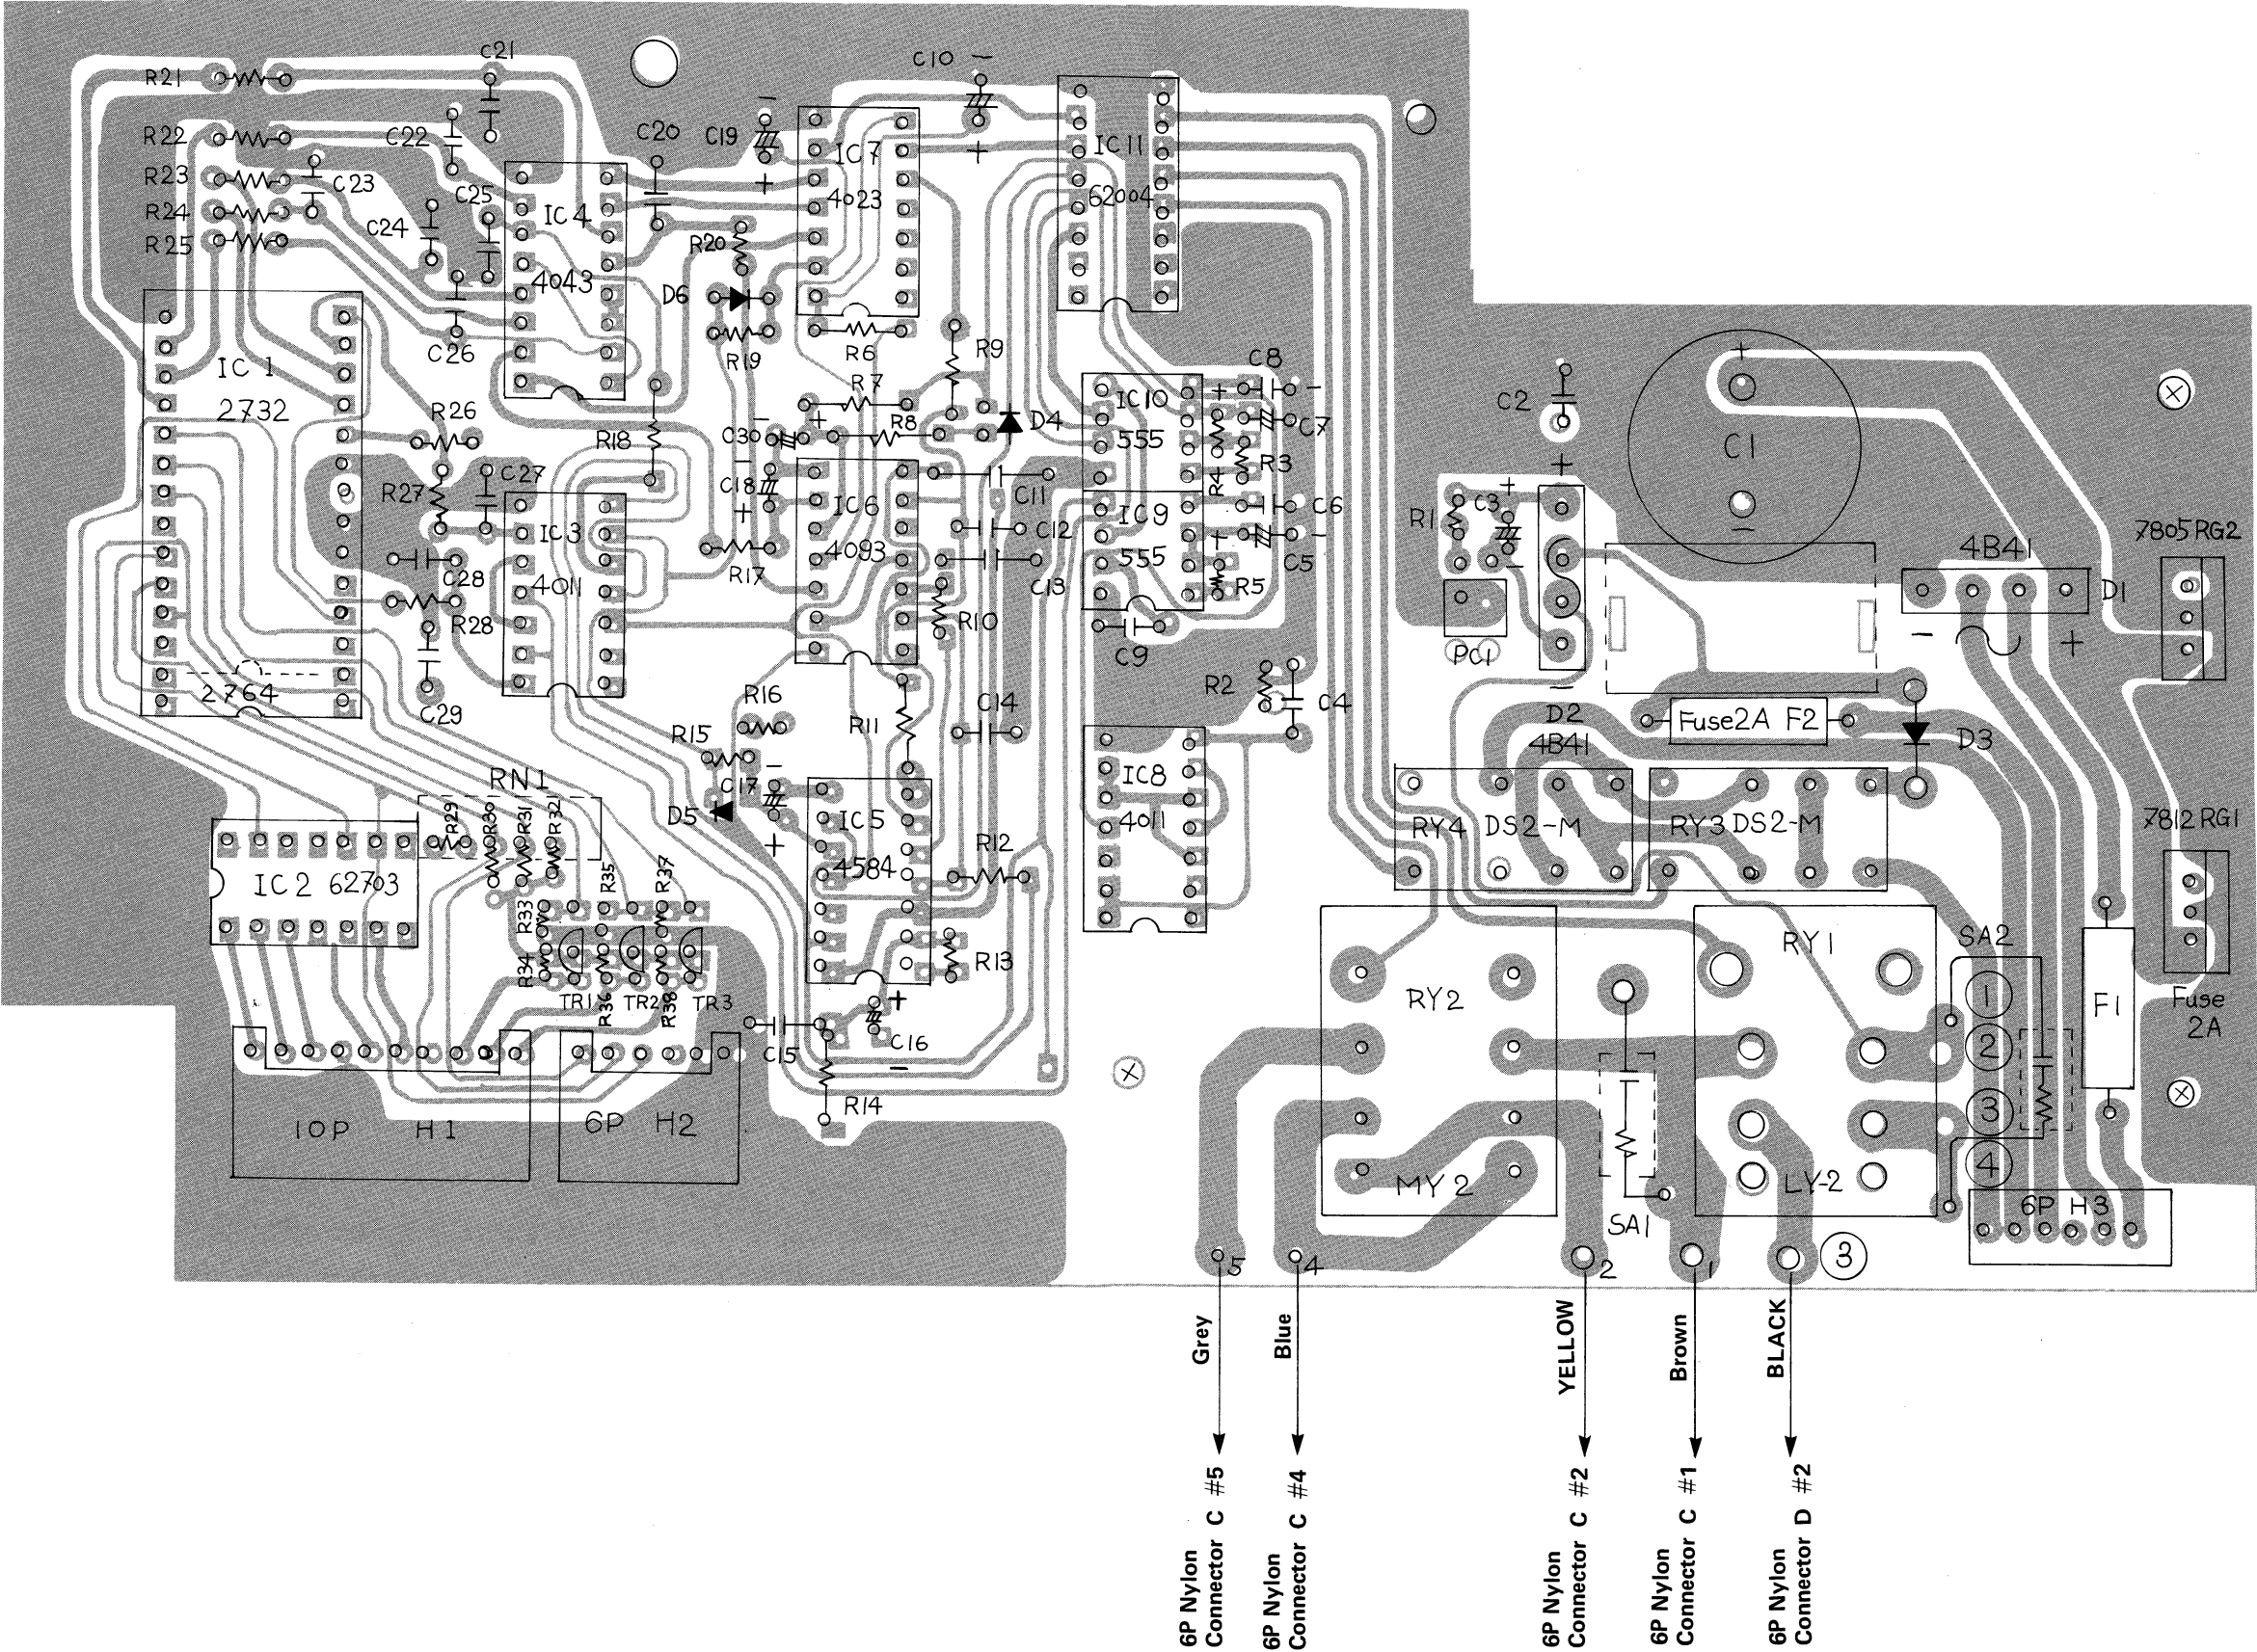 C21
C10 −
R21
R22
C22
C20
C19
−
+
+
IC7
4023
IC11
62004
R23
C23
R24
C24
C25
R25
IC4
4043
R20
D6
R19
R6
R9
C26
IC 1
2732
R26
R18
R7
R8
D4
C30
−
+
IC10
555
C8
−
+
C7
R3
R4
C2
+
C1
+
−
R27
C27
IC3
4011
C18
−
+
IC6
4093
C11
C12
C13
IC9
555
C6
+
−
C5
R5
R1
C3
+
−
4B41
D1
−
+
7805RG2
C28
R28
R17
R10
C9
PC1
2764
C29
R16
R15
R11
C14
R2
C4
−
D2
4B41
Fuse2A F2
D3
RN1
D5
C17
−
+
IC5
4584
R12
IC8
4011
RY4 DS2-M
RY3 DS2-M
7812 RG1
R29
R30
R31
R32
IC2 62703
R35
R37
R33
R34
R36
R38
TR1
TR2
TR3
R13
RY2
RY1
SA2
1
2
3
4
F1
Fuse
2A
C15
+
C16
−
R14
10P H1
6P H2
MY2
SA1
LY-2
6P H3
5
4
2
1
3
Grey
Blue
YELLOW
Brown
BLACK
6P Nylon
Connector C #5
6P Nylon
Connector C #4
6P Nylon
Connector C #2
6P Nylon
Connector C #1
6P Nylon
Connector D #2